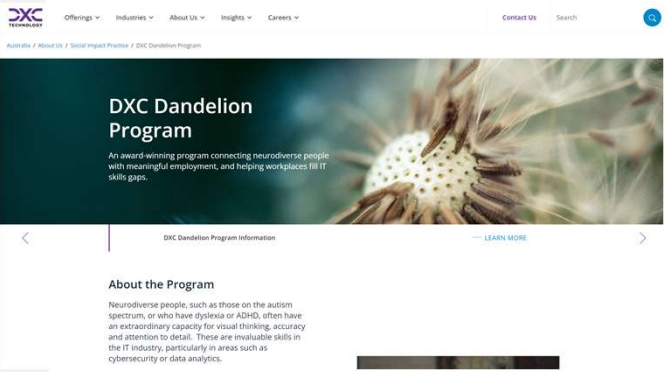 DXC
TECHNOLOGY
Offerings Industries About Us Insights Careers Contact Us Search
Australia / About Us / Social Impact Practice / DXC Dandelion Program
DXC Dandelion
Program
An award-winning program connecting neurodiverse people
with meaningful employment, and helping workplaces fill IT
skills gaps.
DXC Dandelion Program Information LEARN MORE
About the Program
Neurodiverse people, such as those on the autism
spectrum, or who have dyslexia or ADHD, often have
an extraordinary capacity for visual thinking, accuracy
and attention to detail. These are invaluable skills in
the IT industry, particularly in areas such as
cybersecurity or data analytics.